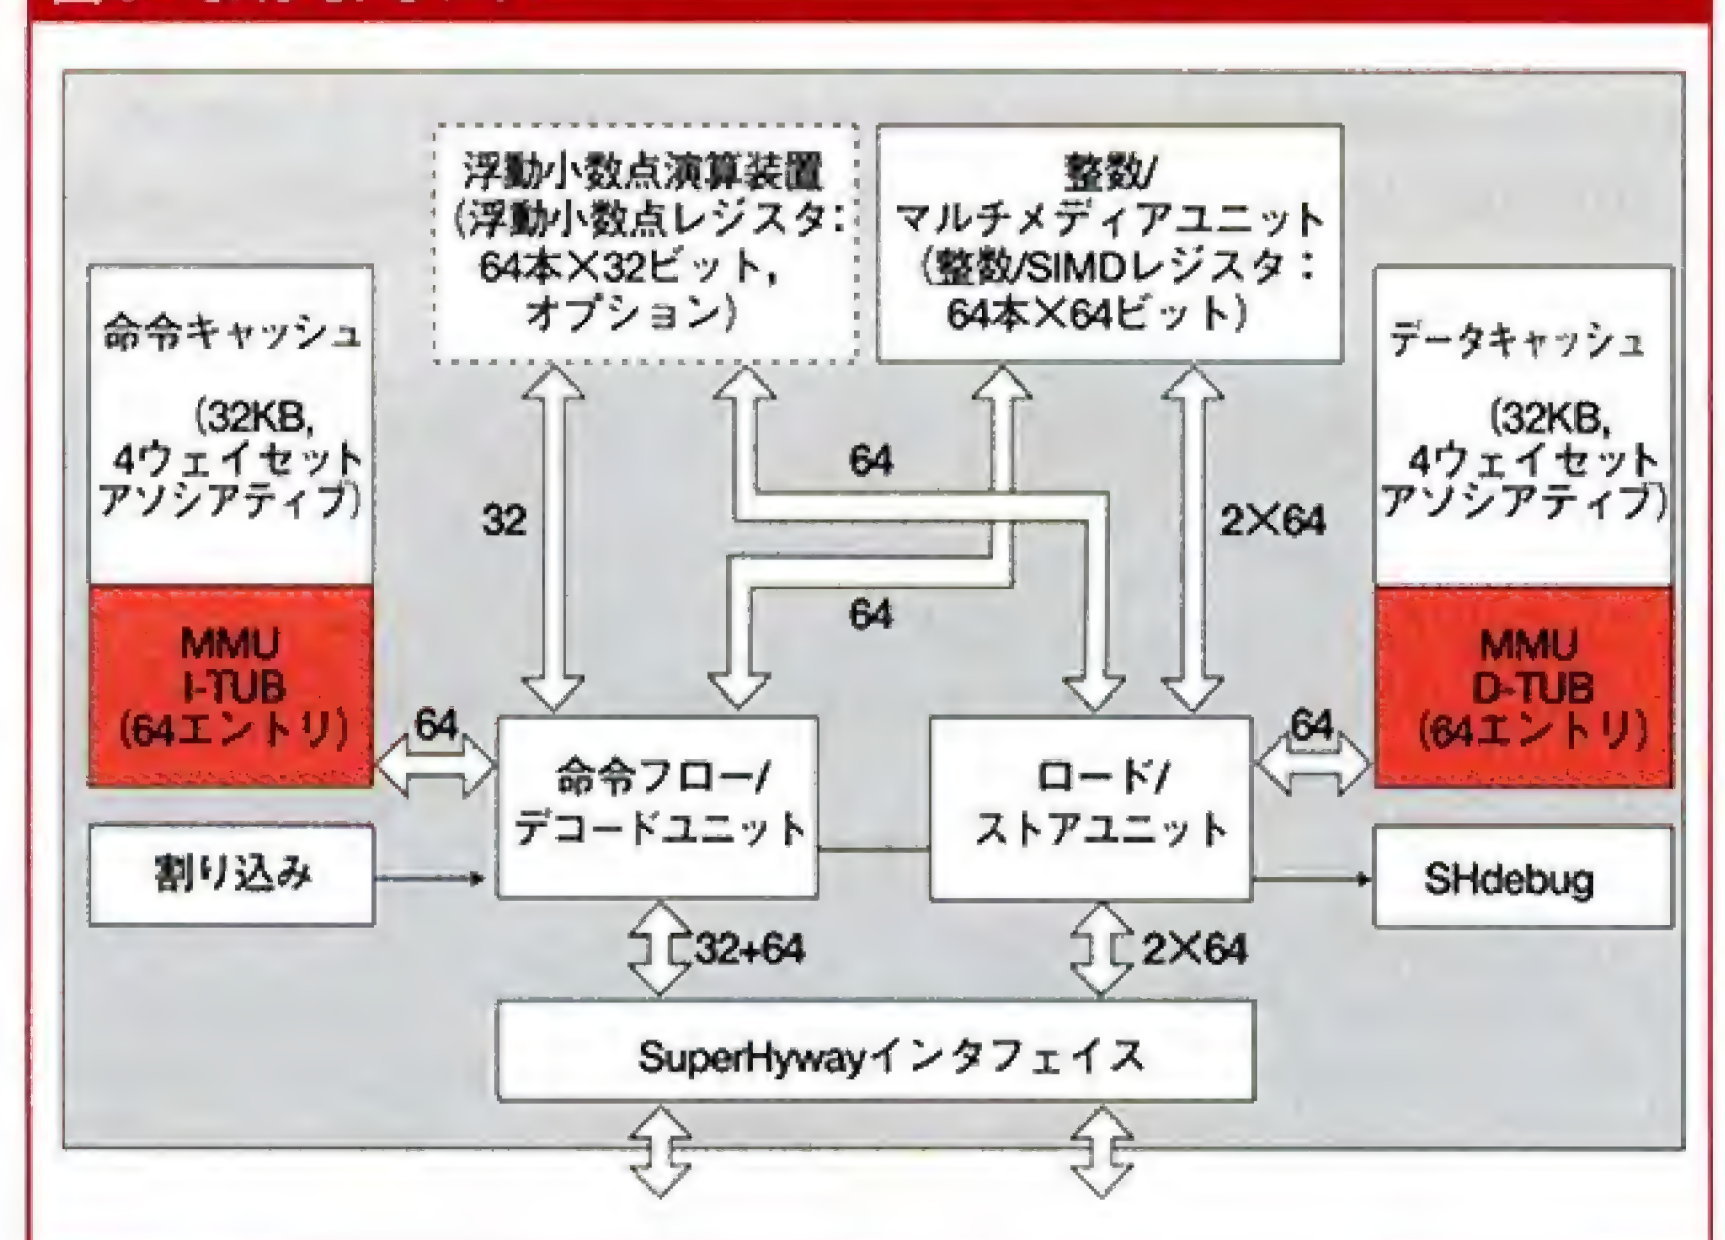 浮動小数点演算装置
(浮動小数点レジスタ:
64本×32ビット,
オプション)
整数/
マルチメディアユニット
(整数/SIMDレジスタ:
64本×64ビット)
命令キャッシュ
(32KB,
4ウェイセット
アソシアティブ)
データキャッシュ
(32KB,
4ウェイセット
アソシアティブ)
32
64
64
2×64
MMU
I-TUB
(64エントリ)
MMU
D-TUB
(64エントリ)
64
命令フロー/
デコードユニット
ロード/
ストアユニット
64
割り込み
SHdebug
32+64
2×64
SuperHywayインタフェイス